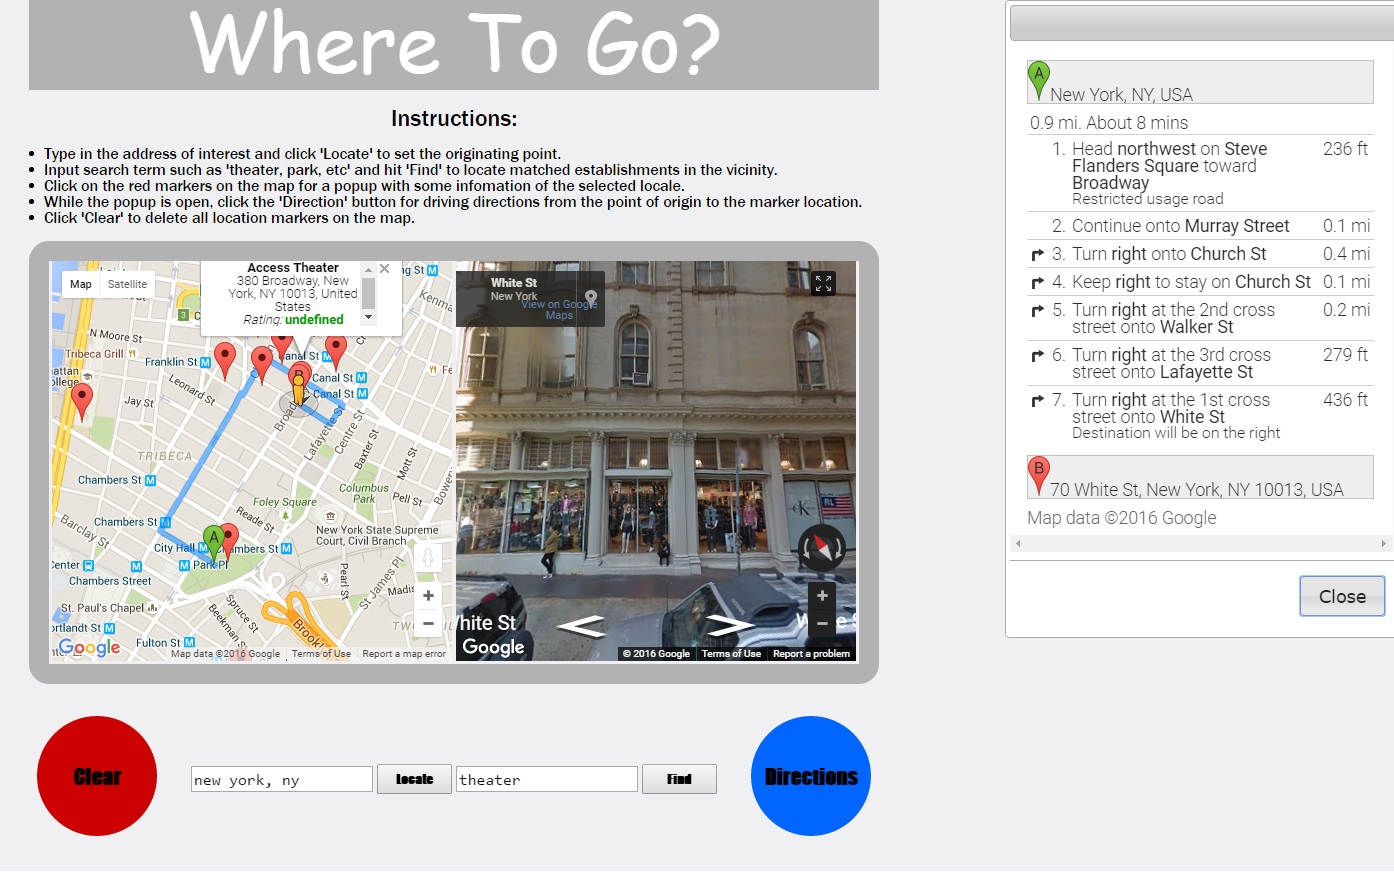 Where To Go?
Instructions:
Type in the address of interest and click 'Locate' to set the originating point.
Input search term such as 'theater, park, etc' and hit 'Find' to locate matched establishments in the vicinity.
Click on the red markers on the map for a popup with some infomation of the selected locale.
While the popup is open, click the 'Direction' button for driving directions from the point of origin to the marker location.
Click 'Clear' to delete all location markers on the map.
Map
Satellite
Access Theater
380 Broadway, New
York, NY 10013, United
States
Rating: undefined
ng St
Kenma
3
N Moore St
Tribeca Grill
Franklin St
Canal St
Canal St
Canal St
Leonard St
Jay St
Broad
Lafayette St
Centre St
Baxter St
Mott St
Bowery
TRIBECA
Chambers St
Columbus
Park
Pell St
Foley Square
Reade St
Chambers St
Barclay St
New York State Supreme
Court, Civil Branch
City Hall
Chambers St
A
B
Park Pl
Center
Chambers Street
Pearl St
St James Pl
Madis
St. Paul's Chapel
Spruce St
Beekman St
rtlandt St
Fulton St
Brookl
Google
Map data ©2016 Google
Terms of Use
Report a map error
White St
New York
View on Google
Maps
CK
RL
White St
Google
© 2016 Google
Terms of Use
Report a problem
Clear
new york, ny
Locate
theater
Find
Directions
A
New York, NY, USA
0.9 mi. About 8 mins
1. Head northwest on Steve 236 ft
Flanders Square toward
Broadway
Restricted usage road
2. Continue onto Murray Street 0.1 mi
3. Turn right onto Church St 0.4 mi
4. Keep right to stay on Church St 0.1 mi
5. Turn right at the 2nd cross 0.2 mi
street onto Walker St
6. Turn right at the 3rd cross 279 ft
street onto Lafayette St
7. Turn right at the 1st cross 436 ft
street onto White St
Destination will be on the right
B
70 White St, New York, NY 10013, USA
Map data ©2016 Google
Close